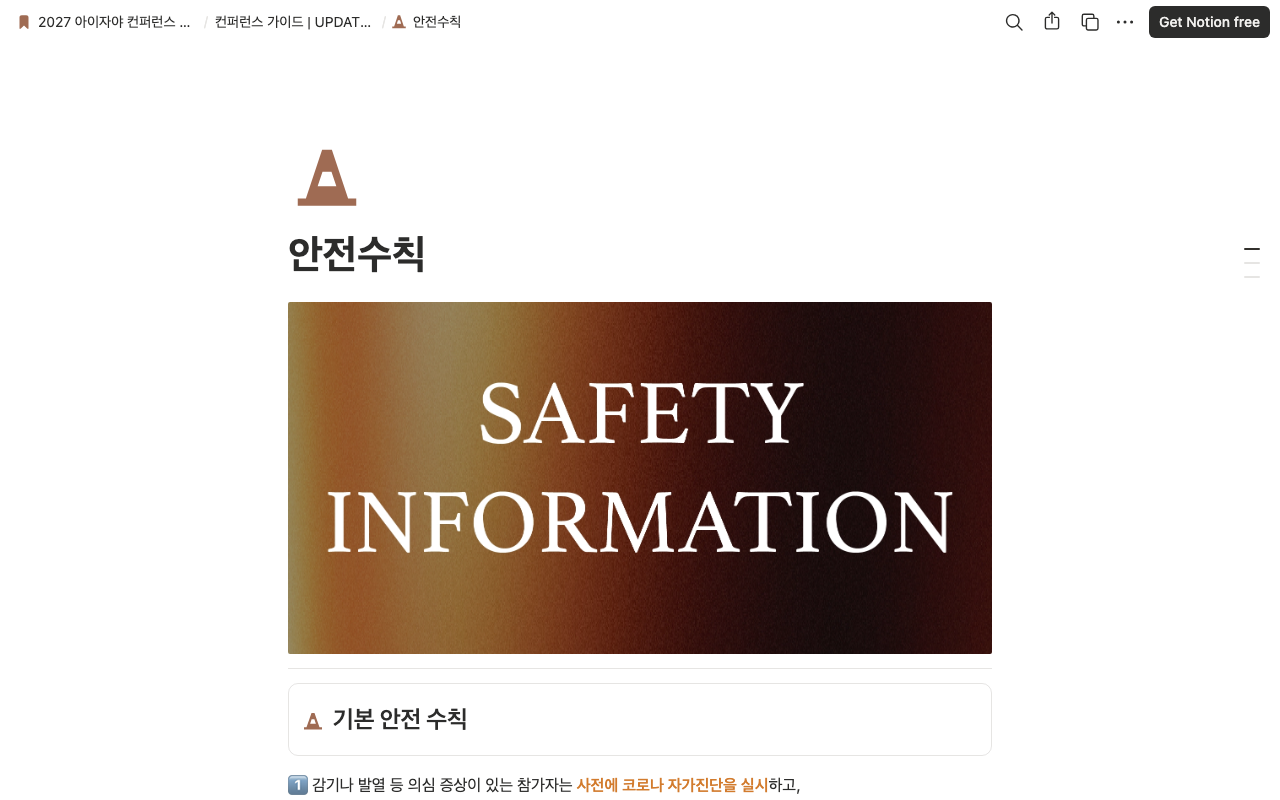 2027 아이자야 컨퍼런스 ... / 컨퍼런스 가이드 | UPDAT... / 안전수칙
Get Notion free
안전수칙
SAFETY
INFORMATION
기본 안전 수칙
1 감기나 발열 등 의심 증상이 있는 참가자는 사전에 코로나 자가진단을 실시하고,